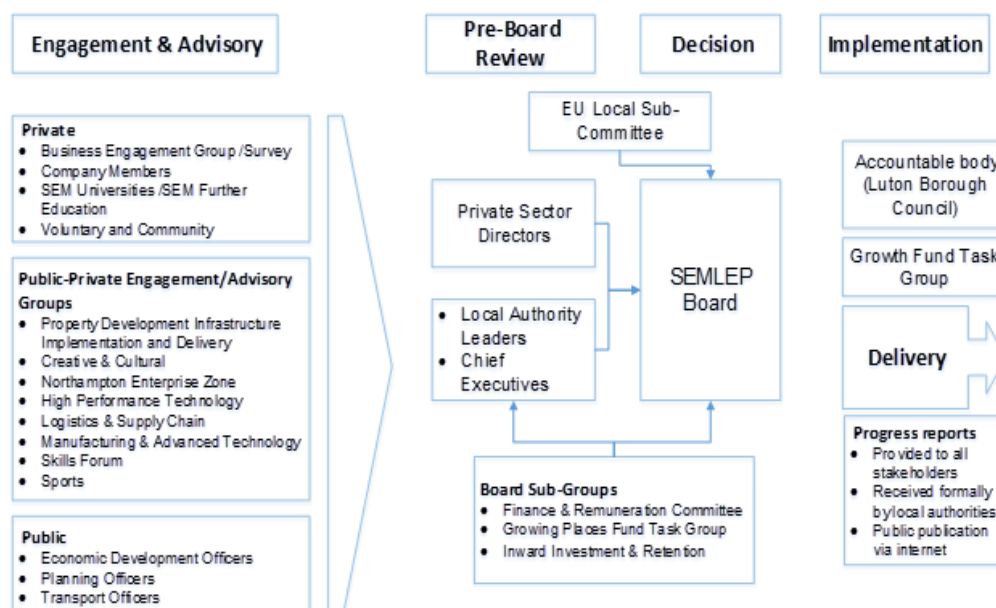 Engagement & Advisory
Pre-Board
Review
Decision
Implementation
Private
• Business Engagement Group /Survey
• Company Members
• SEM Universities /SEM Further
Education
• Voluntary and Community
Public-Private Engagement/Advisory
Groups
• Property Development Infrastructure
Implementation and Delivery
• Creative & Cultural
• Northampton Enterprise Zone
• High Performance Technology
• Logistics & Supply Chain
• Manufacturing & Advanced Technology
• Skills Forum
• Sports
Public
• Economic Development Officers
• Planning Officers
• Transport Officers
EU Local Sub-
Committee
Private Sector
Directors
• Local Authority
Leaders
• Chief
Executives
SEMLEP
Board
Board Sub-Groups
• Finance & Remuneration Committee
• Growing Places Fund Task Group
• Inward Investment & Retention
Accountable body
(Luton Borough
Council)
Growth Fund Task
Group
Delivery
Progress reports
• Provided to all
stakeholders
• Received formally
by local authorities
• Public publication
via internet